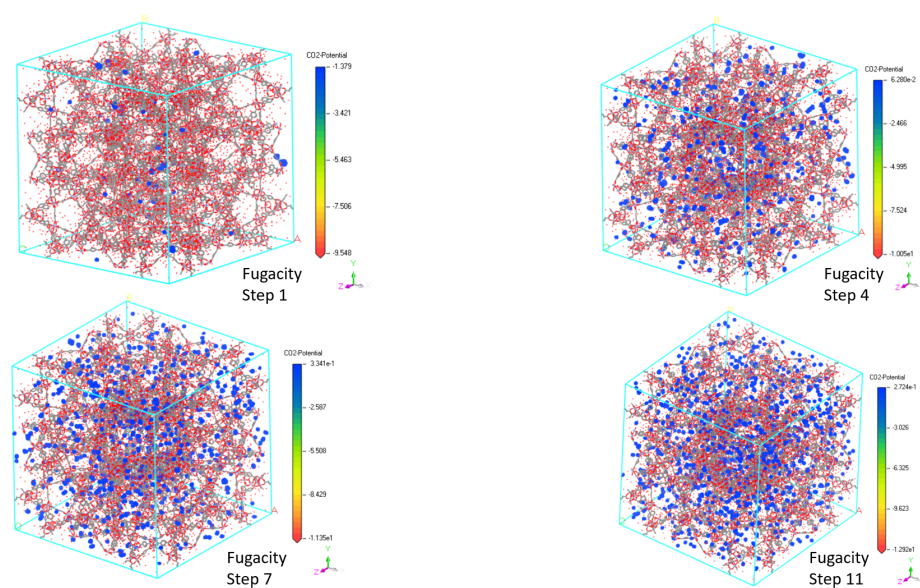 CO2-Potential
-1.379
-3.421
-5.463
-7.506
-9.548
Fugacity
Step 1
Y
Z
A
CO2-Potential
6.280e-2
-2.466
-4.995
-7.524
-1.005e1
Fugacity
Step 4
Y
Z
A
CO2-Potential
3.341e-1
-2.587
-5.508
-8.429
-1.135e1
Fugacity
Step 7
Y
Z
A
CO2-Potential
2.724e-1
-3.026
-6.325
-9.623
-1.292e1
Fugacity
Step 11
Y
Z
A